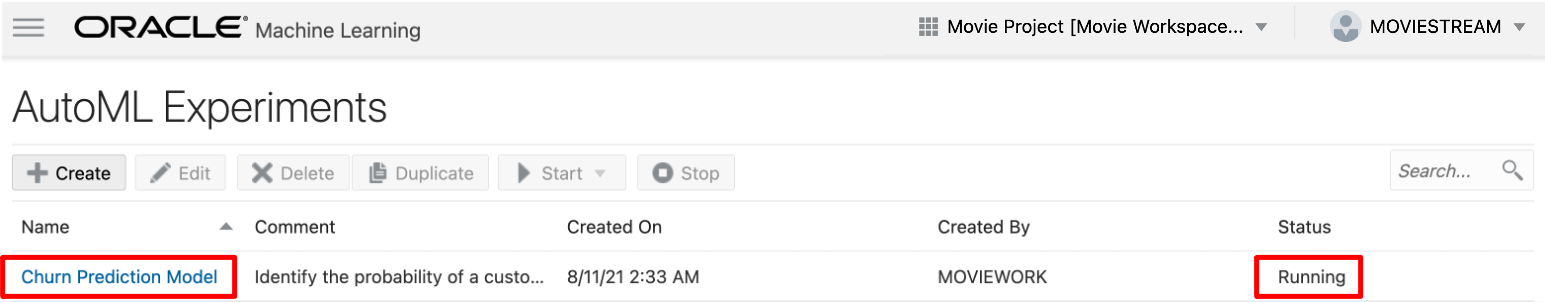 ORACLE® Machine Learning Movie Project [Movie Workspace... MOVIESTREAM
AutoML Experiments
Create Edit Delete Duplicate Start Stop Search...
Name Comment Created On Created By Status
Churn Prediction Model Identify the probability of a custo... 8/11/21 2:33 AM MOVIEWORK Running